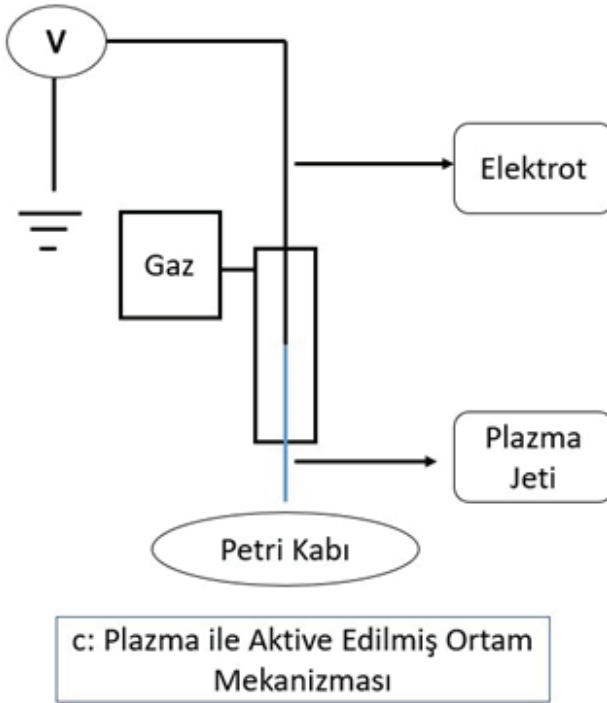 V
Elektrot
Gaz
Plazma
Jeti
Petri Kabı
c: Plazma ile Aktive Edilmiş Ortam
Mekanizması